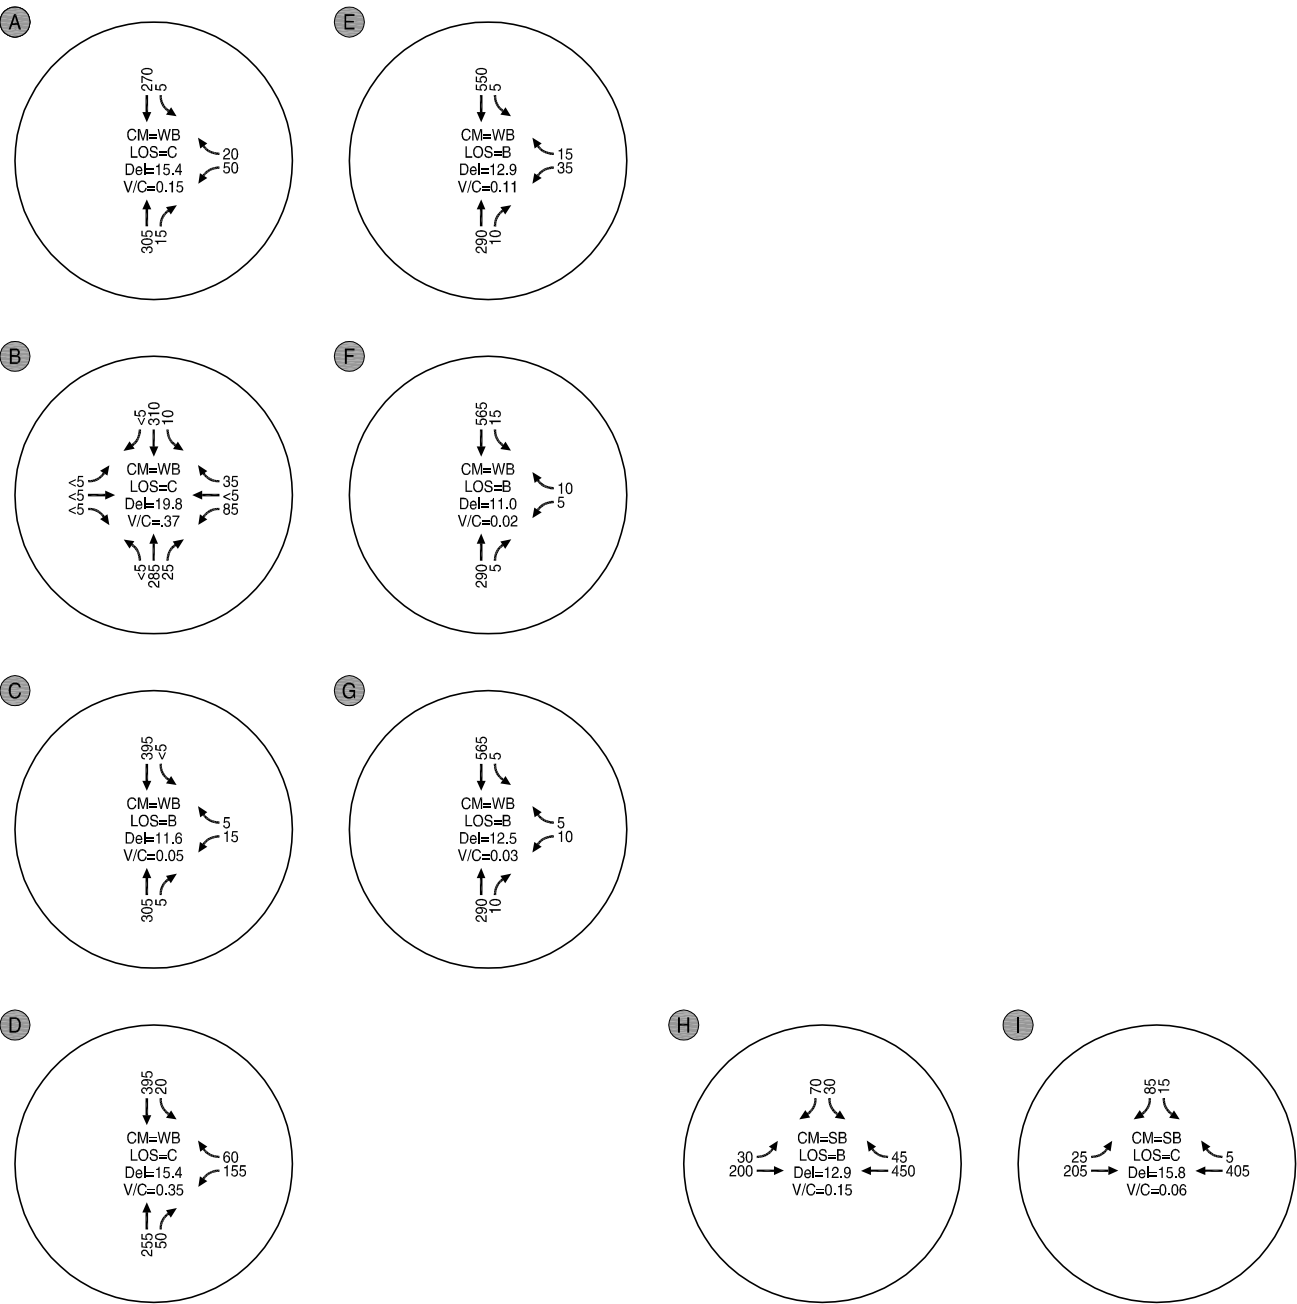 A
270
5
CM=WB
LOS=C
Del=15.4
V/C=0.15
20
50
305
15
E
550
5
CM=WB
LOS=B
Del=12.9
V/C=0.11
15
35
290
10
B
<5
310
10
<5
<5
<5
CM=WB
LOS=C
Del=19.8
V/C=.37
35
<5
85
<5
285
25
F
565
15
CM=WB
LOS=B
Del=11.0
V/C=0.02
10
5
290
5
C
395
<5
CM=WB
LOS=B
Del=11.6
V/C=0.05
5
15
305
5
G
565
5
CM=WB
LOS=B
Del=12.5
V/C=0.03
5
10
290
10
D
395
20
CM=WB
LOS=C
Del=15.4
V/C=0.35
60
155
255
50
H
70
30
30
200
CM=SB
LOS=B
Del=12.9
V/C=0.15
45
450
I
85
15
25
205
CM=SB
LOS=C
Del=15.8
V/C=0.06
5
405